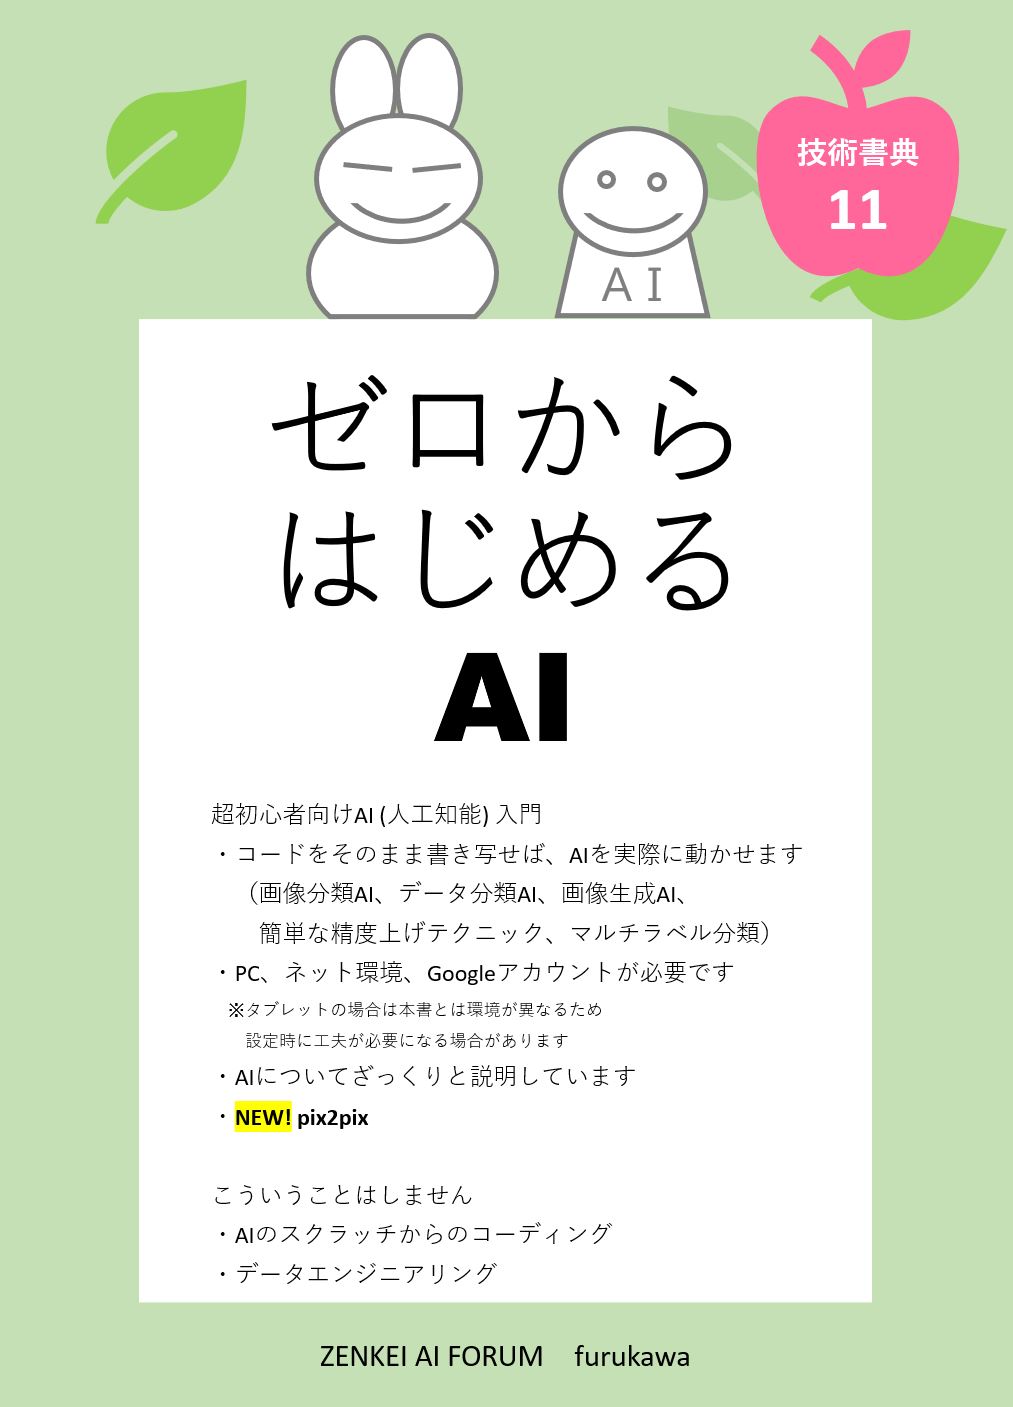 技術書典
11
AI
ゼロから
はじめる
AI
超初心者向けAI (人工知能) 入門
・コードをそのまま書き写せば、AIを実際に動かせます
（画像分類AI、データ分類AI、画像生成AI、
簡単な精度上げテクニック、マルチラベル分類）
・PC、ネット環境、Googleアカウントが必要です
※タブレットの場合は本書とは環境が異なるため
設定時に工夫が必要になる場合があります
・AIについてざっくりと説明しています
・NEW! pix2pix
こういうことはしません
・AIのスクラッチからのコーディング
・データエンジニアリング
ZENKEI AI FORUM　furukawa